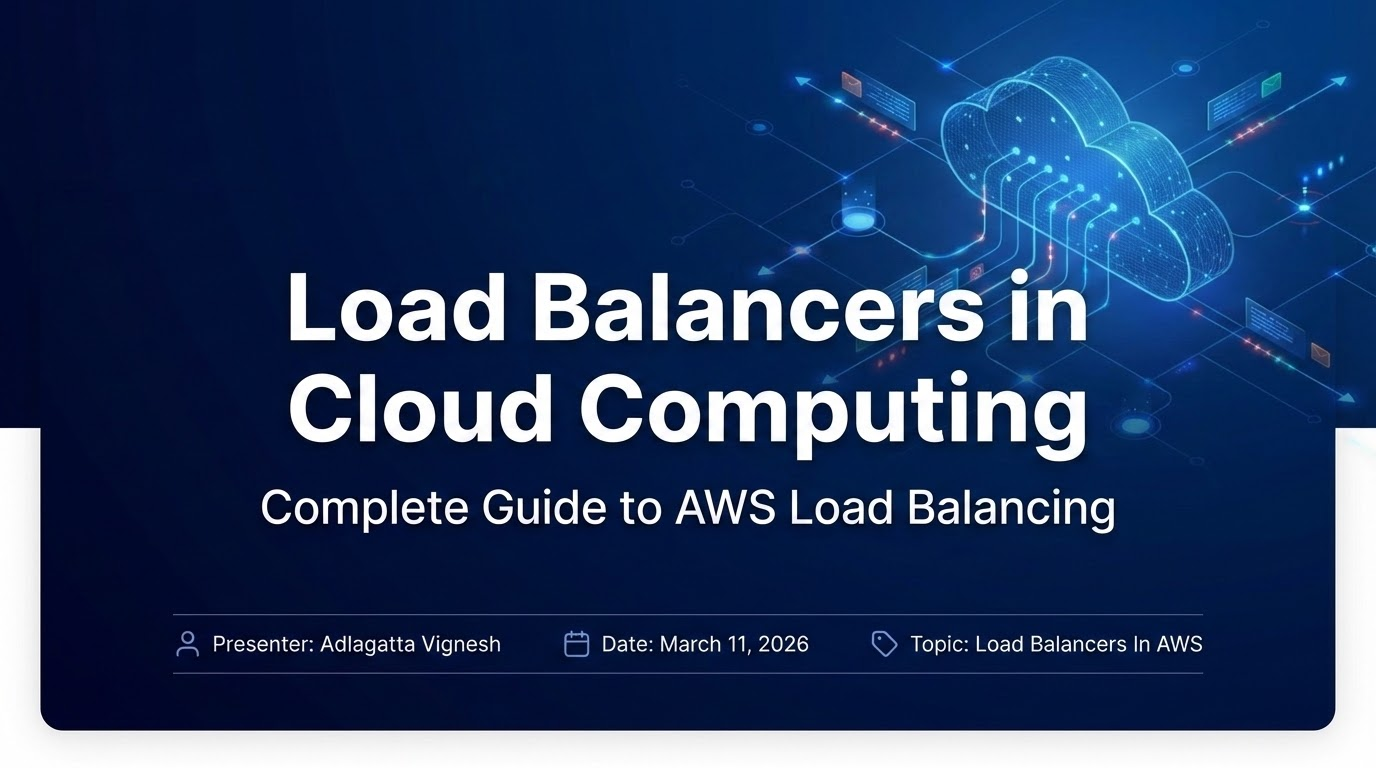 Load Balancers in
Cloud Computing
Complete Guide to AWS Load Balancing
Presenter: Adlagatta Vignesh
Date: March 11, 2026
Topic: Load Balancers In AWS